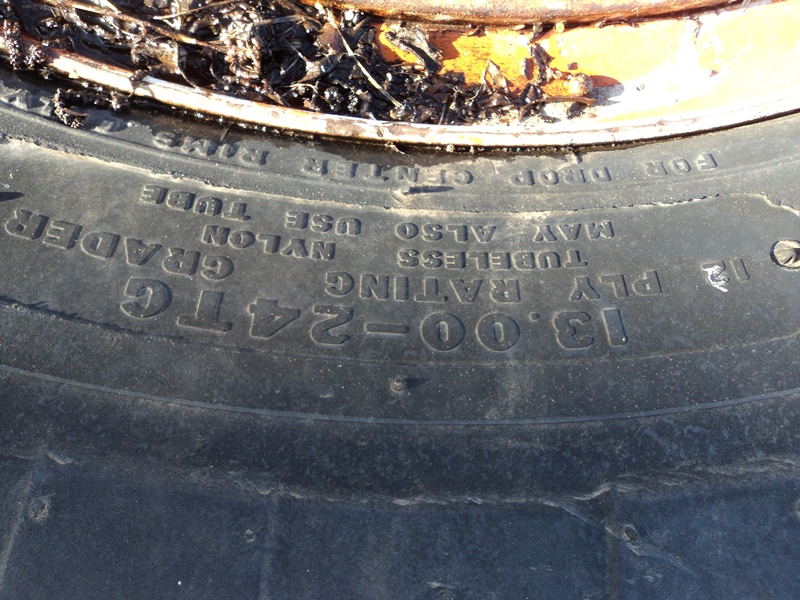 13.00-24TG
12 PLY RATING GRADER
TUBELESS NYLON
MAY ALSO USE TUBE
FOR DROP CENTER RIMS